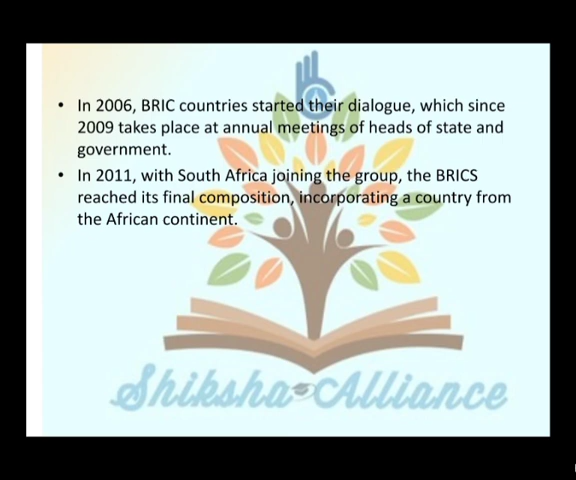 • In 2006, BRIC countries started their dialogue, which since
2009 takes place at annual meetings of heads of state and
government.
• In 2011, with South Africa joining the group, the BRICS
reached its final composition, incorporating a country from
the African continent.
Shiksha Alliance